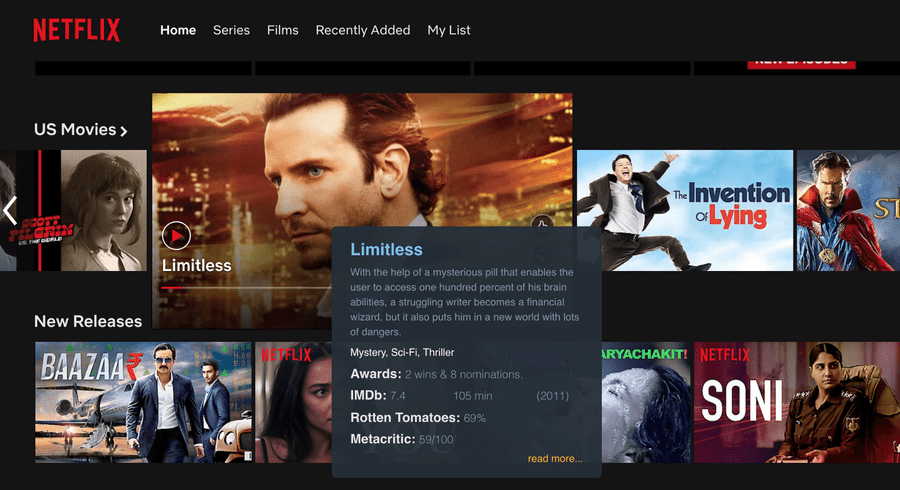 NETFLIX
Home Series Films Recently Added My List
NEW EPISODES
US Movies
SCOTT
PILGRIM
VS. THE WORLD
Limitless
The Invention
Of Lying
ST
Limitless
With the help of a mysterious pill that enables the
user to access one hundred percent of his brain
abilities, a struggling writer becomes a financial
wizard, but it also puts him in a new world with lots
of dangers.
Mystery, Sci-Fi, Thriller
Awards: 2 wins & 8 nominations.
IMDb: 7.4 105 min (2011)
Rotten Tomatoes: 69%
Metacritic: 59/100
read more...
New Releases
BAAZAAR
NETFLIX
YOU
ARYACHAKIT!
NETFLIX
SONI